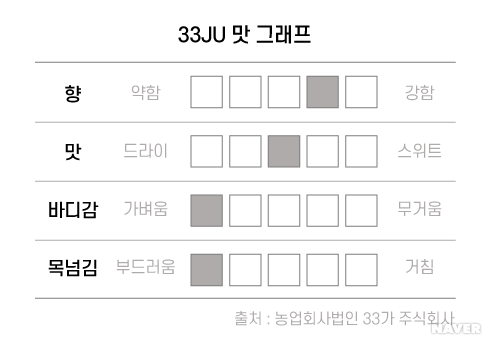 33JU 맛 그래프
향 약함 강함
맛 드라이 스위트
바디감 가벼움 무거움
목넘김 부드러움 거침
출처 : 농업회사법인 33가 주식회사
NAVER